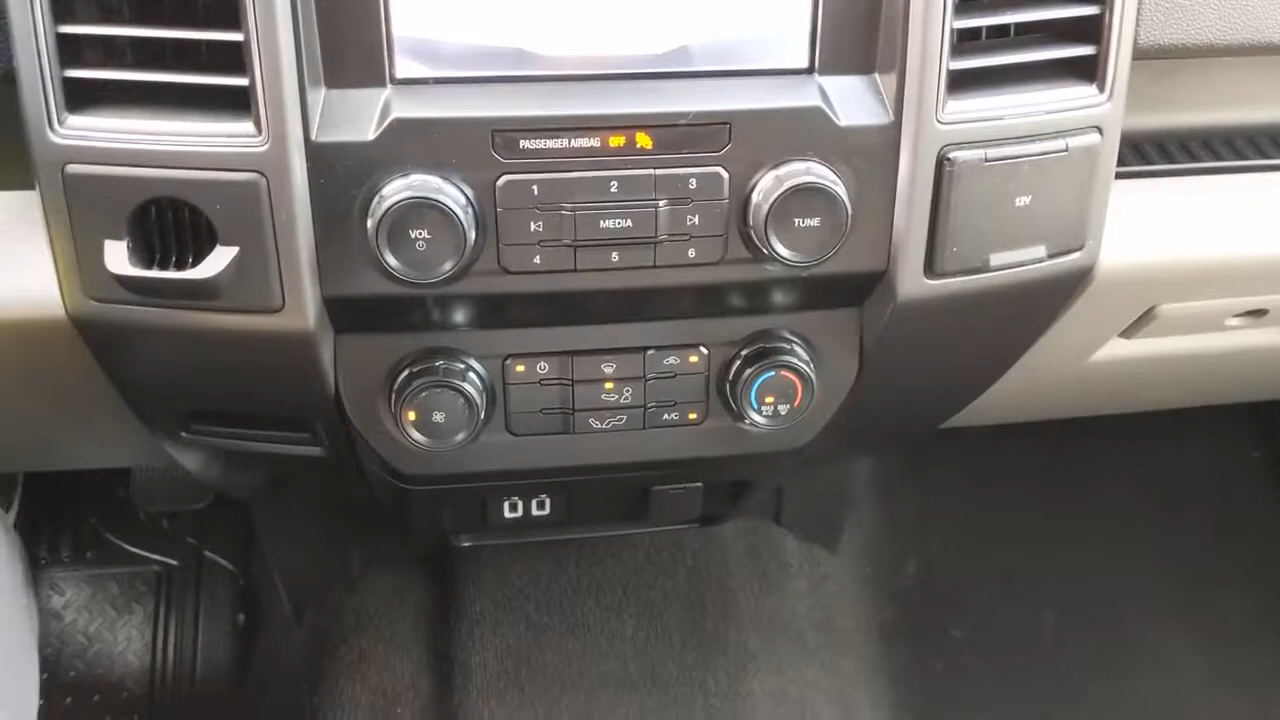 PASSENGER AIRBAG OFF
1 2 3
VOL
MEDIA
TUNE
4 5 6
12V
A/C
MAX A/C
MAX